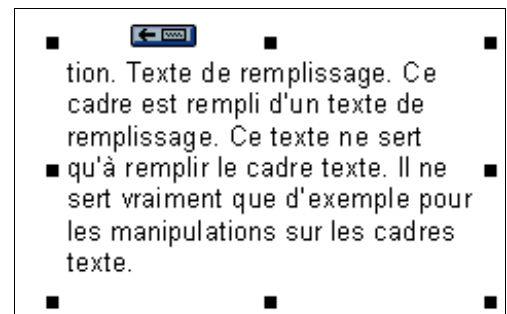 tion. Texte de remplissage. Ce
cadre est rempli d'un texte de
remplissage. Ce texte ne sert
qu'à remplir le cadre texte. Il ne
sert vraiment que d'exemple pour
les manipulations sur les cadres
texte.